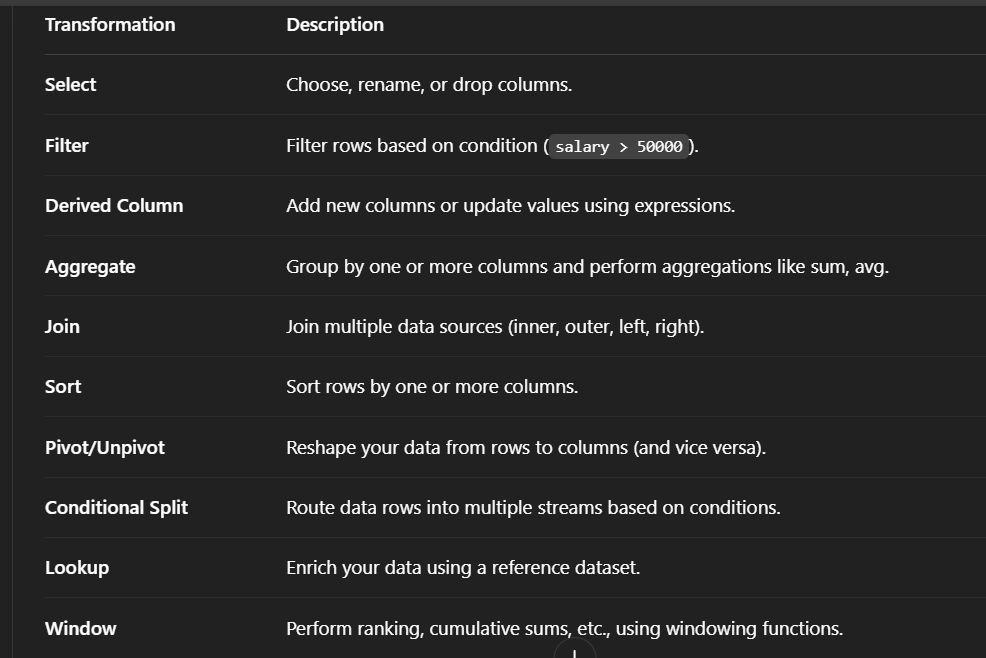 Transformation Description
Select Choose, rename, or drop columns.
Filter Filter rows based on condition (salary > 50000).
Derived Column Add new columns or update values using expressions.
Aggregate Group by one or more columns and perform aggregations like sum, avg.
Join Join multiple data sources (inner, outer, left, right).
Sort Sort rows by one or more columns.
Pivot/Unpivot Reshape your data from rows to columns (and vice versa).
Conditional Split Route data rows into multiple streams based on conditions.
Lookup Enrich your data using a reference dataset.
Window Perform ranking, cumulative sums, etc., using windowing functions.